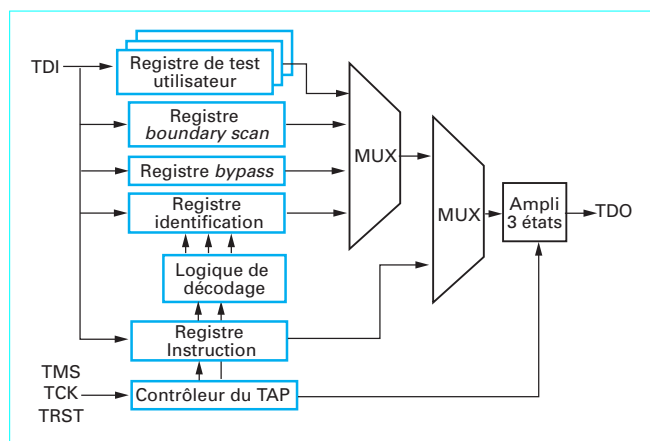 TDI
Registre de test
utilisateur
Registre
boundary scan
Registre bypass
Registre
identification
Logique de
décodage
Registre
Instruction
Contrôleur du TAP
TMS
TCK
TRST
MUX
MUX
Ampli
3 états
TDO